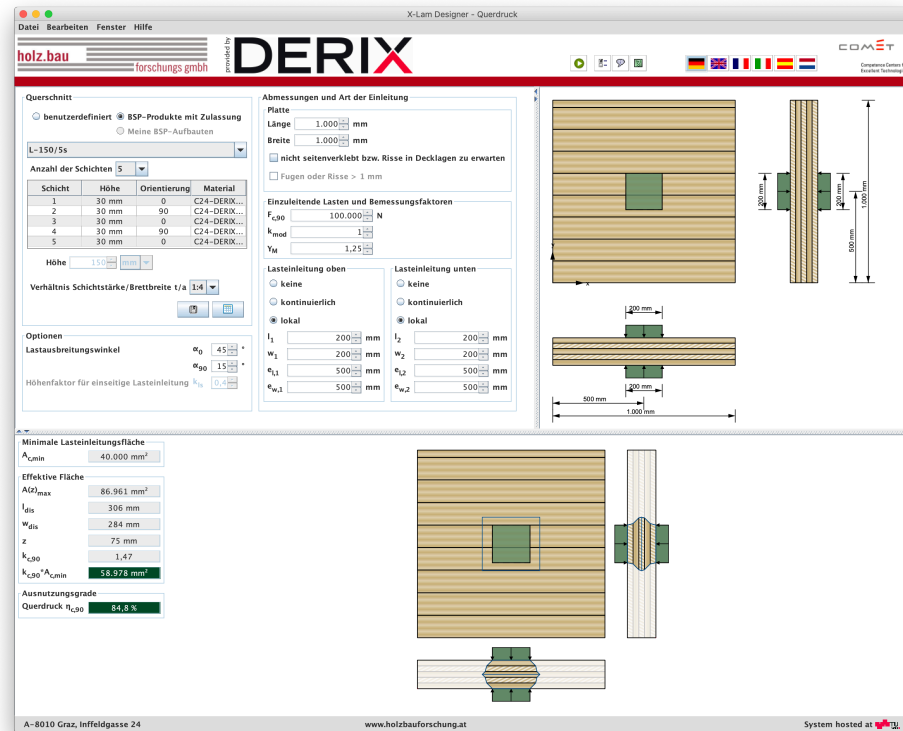 X-Lam Designer - Querdruck
Datei Bearbeiten Fenster Hilfe
holz.bau
forschungs gmbh
provided by
DERIX
COMET
Competence Centers
Excellent Technolog
Querschnitt
benutzerdefiniert BSP-Produkte mit Zulassung
Meine BSP-Aufbauten
L-150/5s
Anzahl der Schichten 5
Schicht Höhe Orientierung Material
1 30 mm 0 C24-DERIX...
2 30 mm 90 C24-DERIX...
3 30 mm 0 C24-DERIX...
4 30 mm 90 C24-DERIX...
5 30 mm 0 C24-DERIX...
Höhe 150 mm
Verhältnis Schichtstärke/Brettbreite t/a 1:4
Optionen
Lastausbreitungswinkel α0 45 °
α90 15 °
Höhenfaktor für einseitige Lasteinleitung kls 0,4
Abmessungen und Art der Einleitung
Platte
Länge 1.000 mm
Breite 1.000 mm
nicht seitenverklebt bzw. Risse in Decklagen zu erwarten
Fugen oder Risse > 1 mm
Einzuleitende Lasten und Bemessungsfaktoren
Fc,90 100.000 N
kmod 1
γM 1,25
Lasteinleitung oben
keine
kontinuierlich
lokal
l1 200 mm
w1 200 mm
el,1 500 mm
ew,1 500 mm
Lasteinleitung unten
keine
kontinuierlich
lokal
l2 200 mm
w2 200 mm
el,2 500 mm
ew,2 500 mm
Y
x
200 mm
200 mm
500 mm
1.000 mm
200 mm
200 mm
500 mm
1.000 mm
Minimale Lasteinleitungsfläche
Ac,min 40.000 mm²
Effektive Fläche
A(z)max 86.961 mm²
ldis 306 mm
wdis 284 mm
z 75 mm
kc,90 1,47
kc,90*Ac,min 58.978 mm²
Ausnutzungsgrade
Querdruck ηc,90 84,8 %
A-8010 Graz, Inffeldgasse 24
www.holzbauforschung.at
System hosted at TU